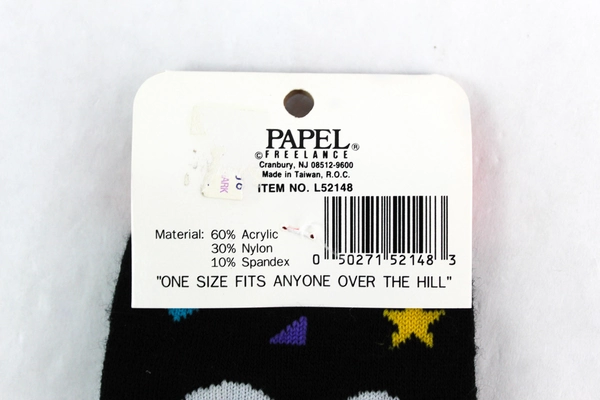 PAPEL®
© FREELANCE
Cranbury, NJ 08512-9600
Made in Taiwan, R.O.C.
ITEM NO. L52148
Material: 60% Acrylic
30% Nylon
10% Spandex
0 50271 52148 3
"ONE SIZE FITS ANYONE OVER THE HILL"